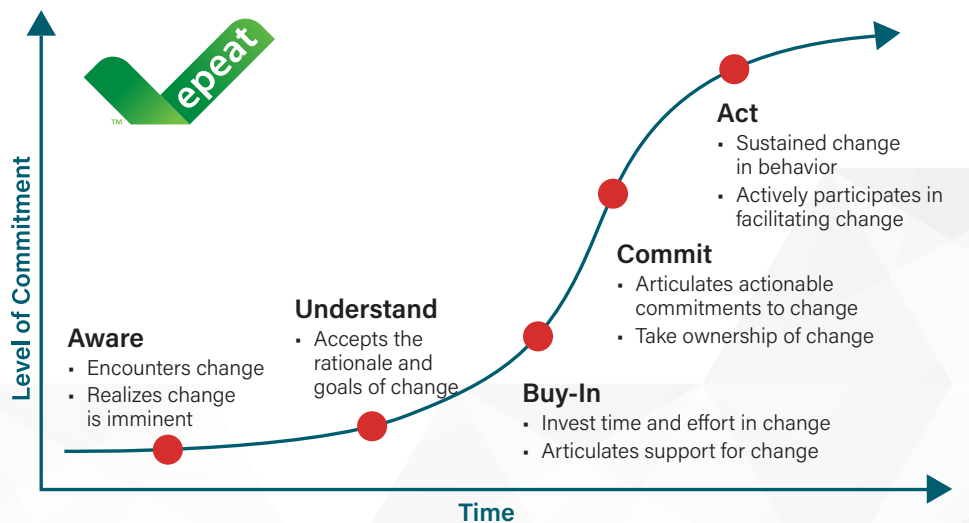 epeat
TM
Level of Commitment
Aware
▪ Encounters change
▪ Realizes change
is imminent
Understand
▪ Accepts the
rationale and
goals of change
Buy-In
▪ Invest time and effort in change
▪ Articulates support for change
Commit
▪ Articulates actionable
commitments to change
▪ Take ownership of change
Act
▪ Sustained change
in behavior
▪ Actively participates in
facilitating change
Time